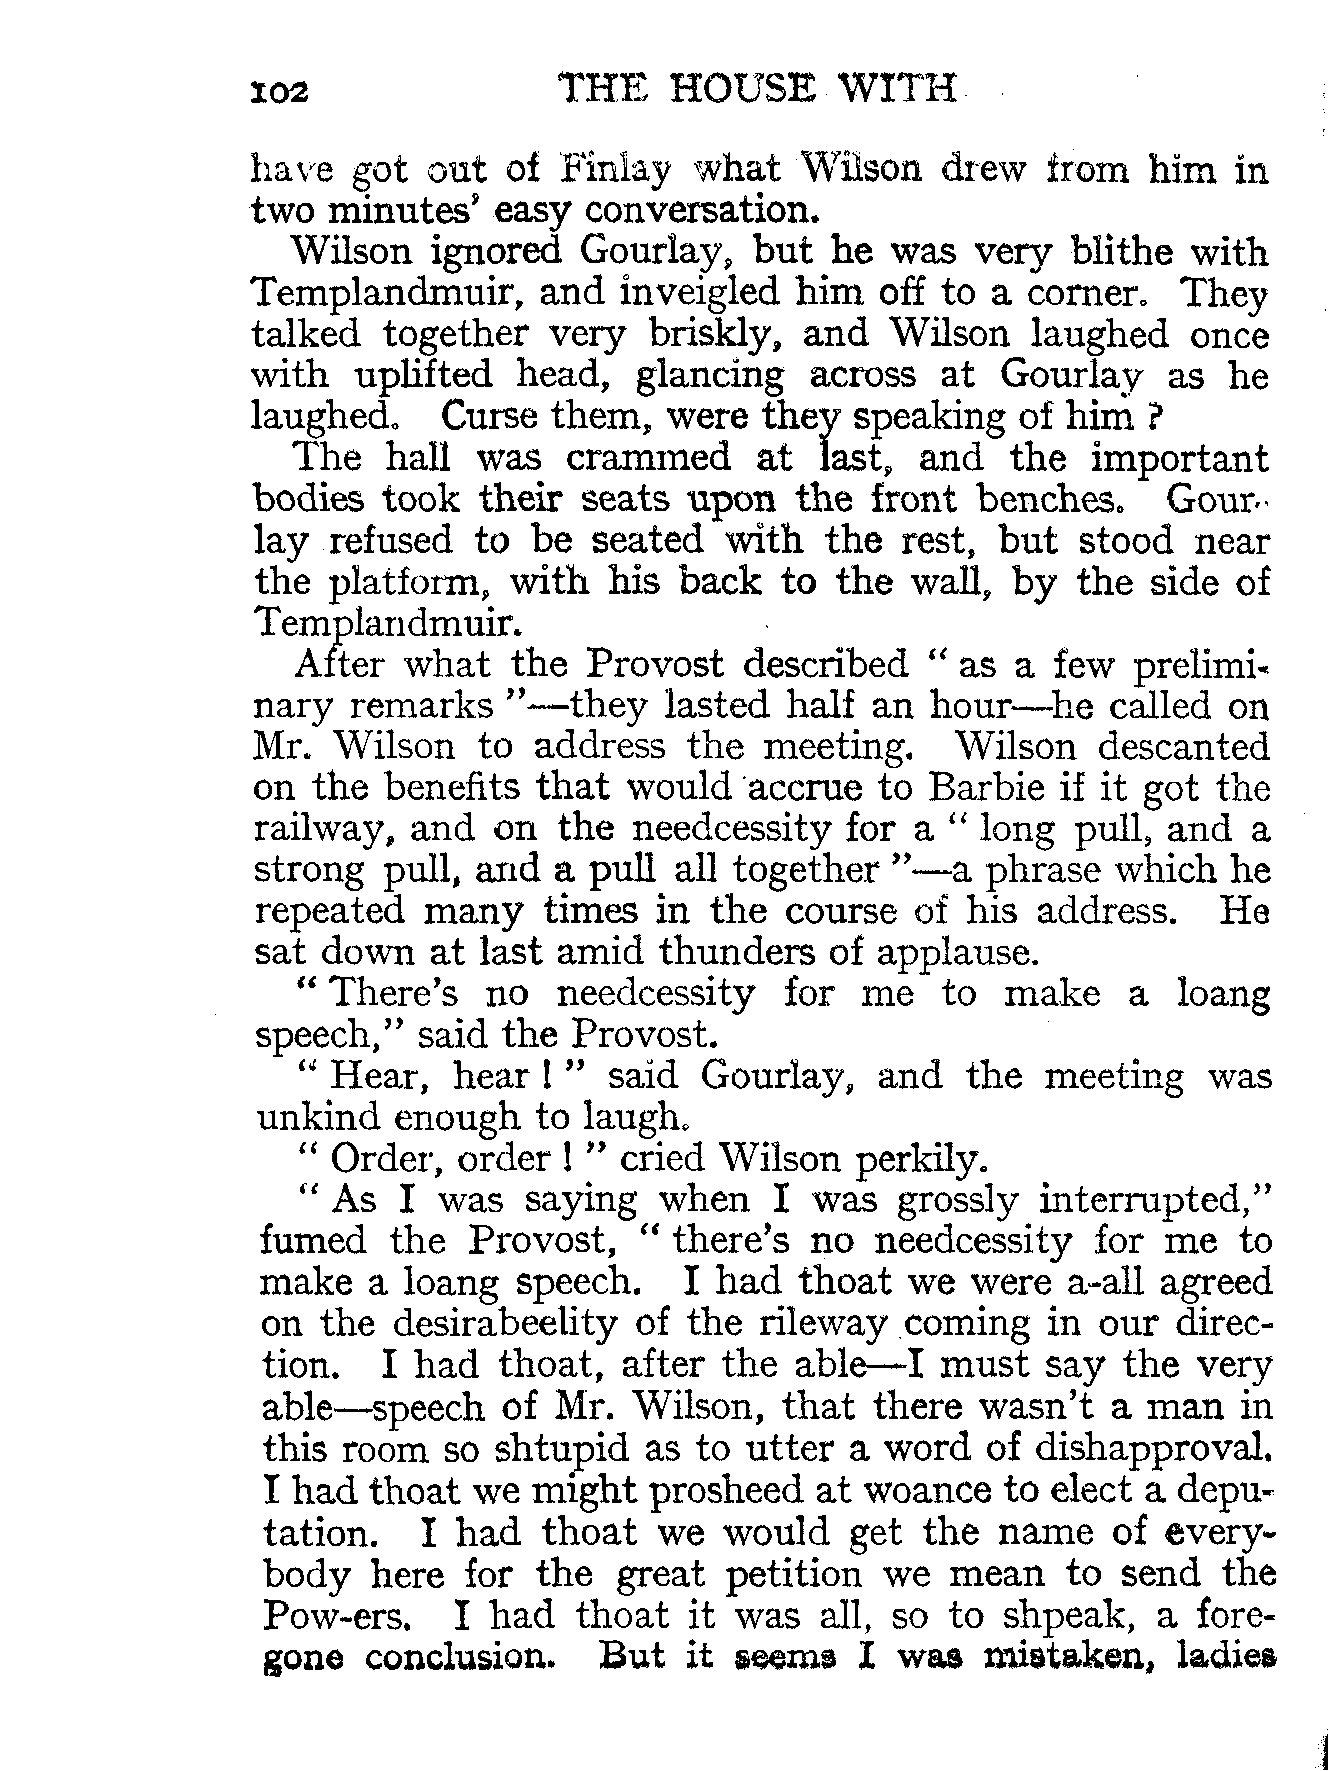 102 THE HOUSE WITH
have got out of Finlay what Wilson drew from him in
two minutes' easy conversation.
Wilson ignored Gourlay, but he was very blithe with
Templandmuir, and inveigled him off to a corner. They
talked together very briskly, and Wilson laughed once
with uplifted head, glancing across at Gourlay as he
laughed. Curse them, were they speaking of him ?
The hall was crammed at last, and the important
bodies took their seats upon the front benches. Gour-
lay refused to be seated with the rest, but stood near
the platform, with his back to the wall, by the side of
Templandmuir.
After what the Provost described “ as a few prelimi-
nary remarks ”—they lasted half an hour—he called on
Mr. Wilson to address the meeting. Wilson descanted
on the benefits that would accrue to Barbie if it got the
railway, and on the needcessity for a “ long pull, and a
strong pull, and a pull all together ”—a phrase which he
repeated many times in the course of his address. He
sat down at last amid thunders of applause.
“ There's no needcessity for me to make a loang
speech,” said the Provost.
“ Hear, hear ! ” said Gourlay, and the meeting was
unkind enough to laugh.
“ Order, order ! ” cried Wilson perkily.
“ As I was saying when I was grossly interrupted,”
fumed the Provost, “ there's no needcessity for me to
make a loang speech. I had thoat we were a-all agreed
on the desirabeelity of the rileway coming in our direc-
tion. I had thoat, after the able—I must say the very
able—speech of Mr. Wilson, that there wasn't a man in
this room so shtupid as to utter a word of dishapproval.
I had thoat we might prosheed at woance to elect a depu-
tation. I had thoat we would get the name of every-
body here for the great petition we mean to send the
Pow-ers. I had thoat it was all, so to shpeak, a fore-
gone conclusion. But it seems I was mistaken, ladies